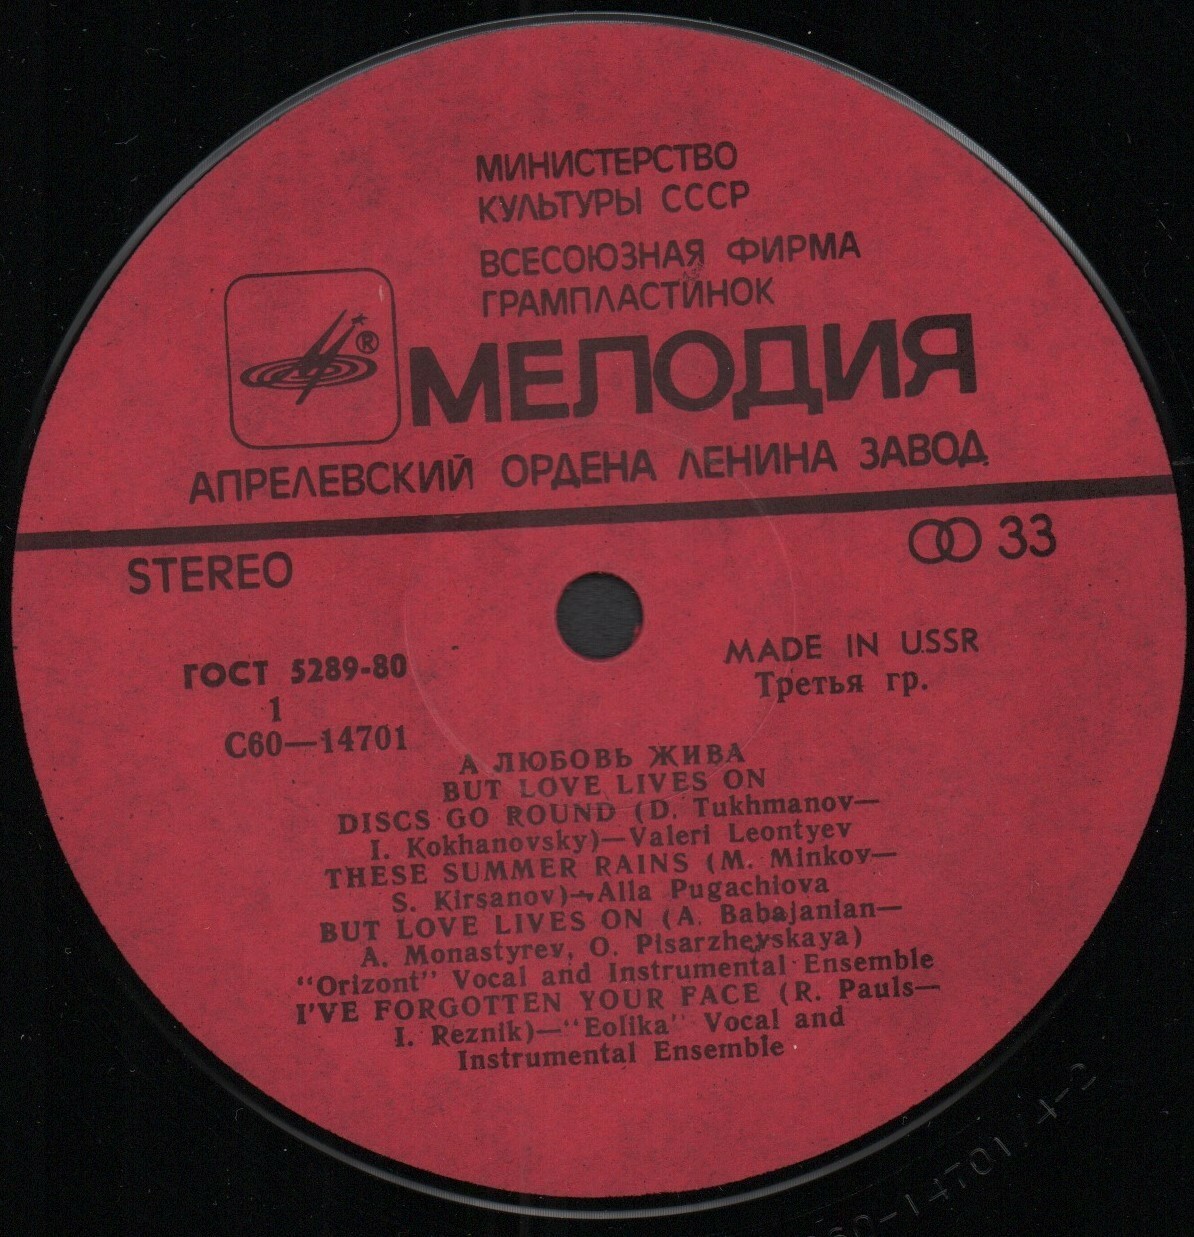 МИНИСТЕРСТВО
КУЛЬТУРЫ СССР
ВСЕСОЮЗНАЯ ФИРМА
ГРАМПЛАСТИНОК
®
МЕЛОДИЯ
АПРЕЛЕВСКИЙ ОРДЕНА ЛЕНИНА ЗАВОД
STEREO
33
ГОСТ 5289-80
MADE IN USSR
1
Третья гр.
С60—14701
А ЛЮБОВЬ ЖИВА
BUT LOVE LIVES ON
DISCS GO ROUND (D. Tukhmanov—
I. Kokhanovsky)—Valeri Leontyev
THESE SUMMER RAINS (M. Minkov—
S. Kirsanov)—Alla Pugachiova
BUT LOVE LIVES ON (A. Babajanian—
A. Monastyrev, O. Pisarzhevskaya)
"Orizont" Vocal and Instrumental Ensemble
I'VE FORGOTTEN YOUR FACE (R. Pauls—
I. Reznik)—"Eolika" Vocal and
Instrumental Ensemble